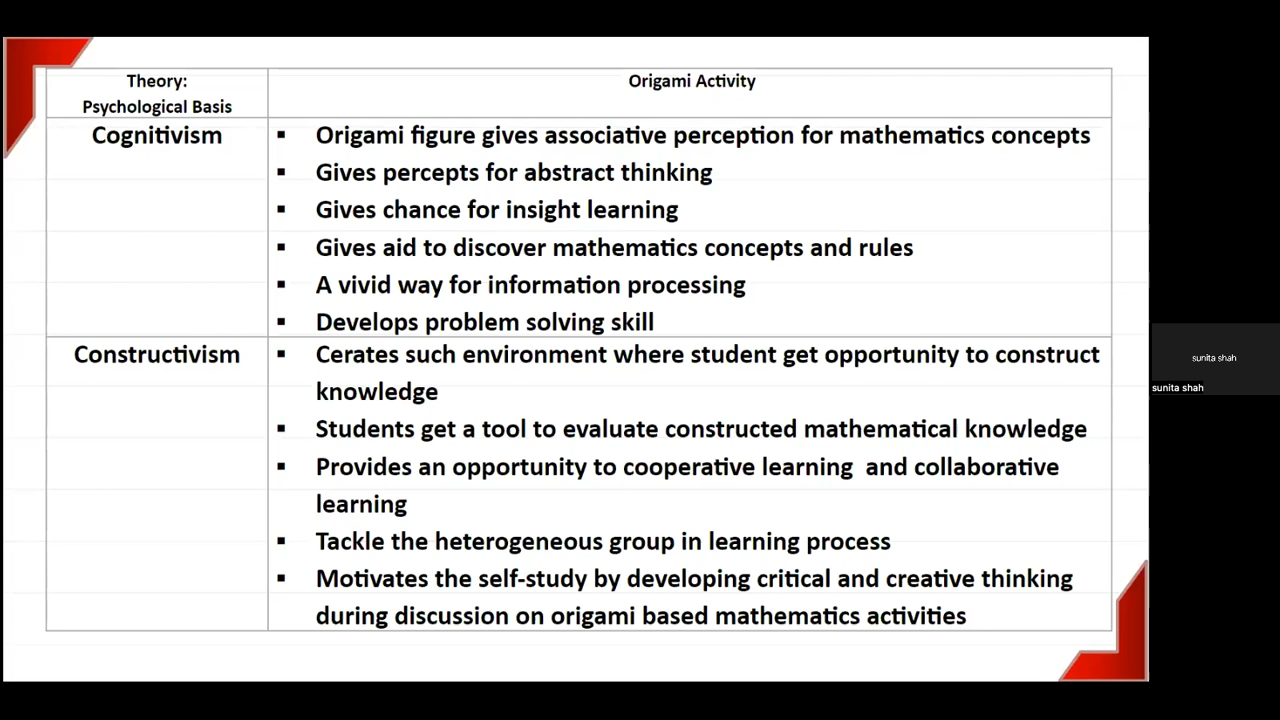 Theory:
Psychological Basis
Origami Activity
Cognitivism
▪ Origami figure gives associative perception for mathematics concepts
▪ Gives percepts for abstract thinking
▪ Gives chance for insight learning
▪ Gives aid to discover mathematics concepts and rules
▪ A vivid way for information processing
▪ Develops problem solving skill
Constructivism
▪ Cerates such environment where student get opportunity to construct
knowledge
▪ Students get a tool to evaluate constructed mathematical knowledge
▪ Provides an opportunity to cooperative learning and collaborative
learning
▪ Tackle the heterogeneous group in learning process
▪ Motivates the self-study by developing critical and creative thinking
during discussion on origami based mathematics activities
sunita shah
sunita shah